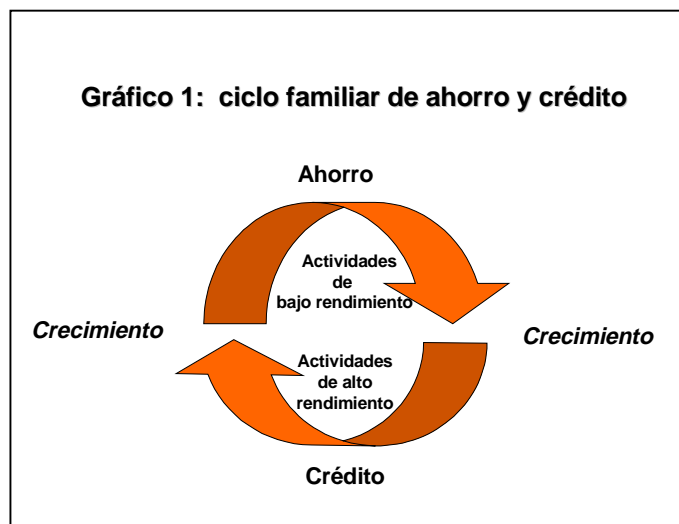 Gráfico 1:  ciclo familiar de ahorro y crédito
Ahorro
Actividades
de
bajo rendimiento
Crecimiento
Crecimiento
Actividades
de alto
rendimiento
Crédito